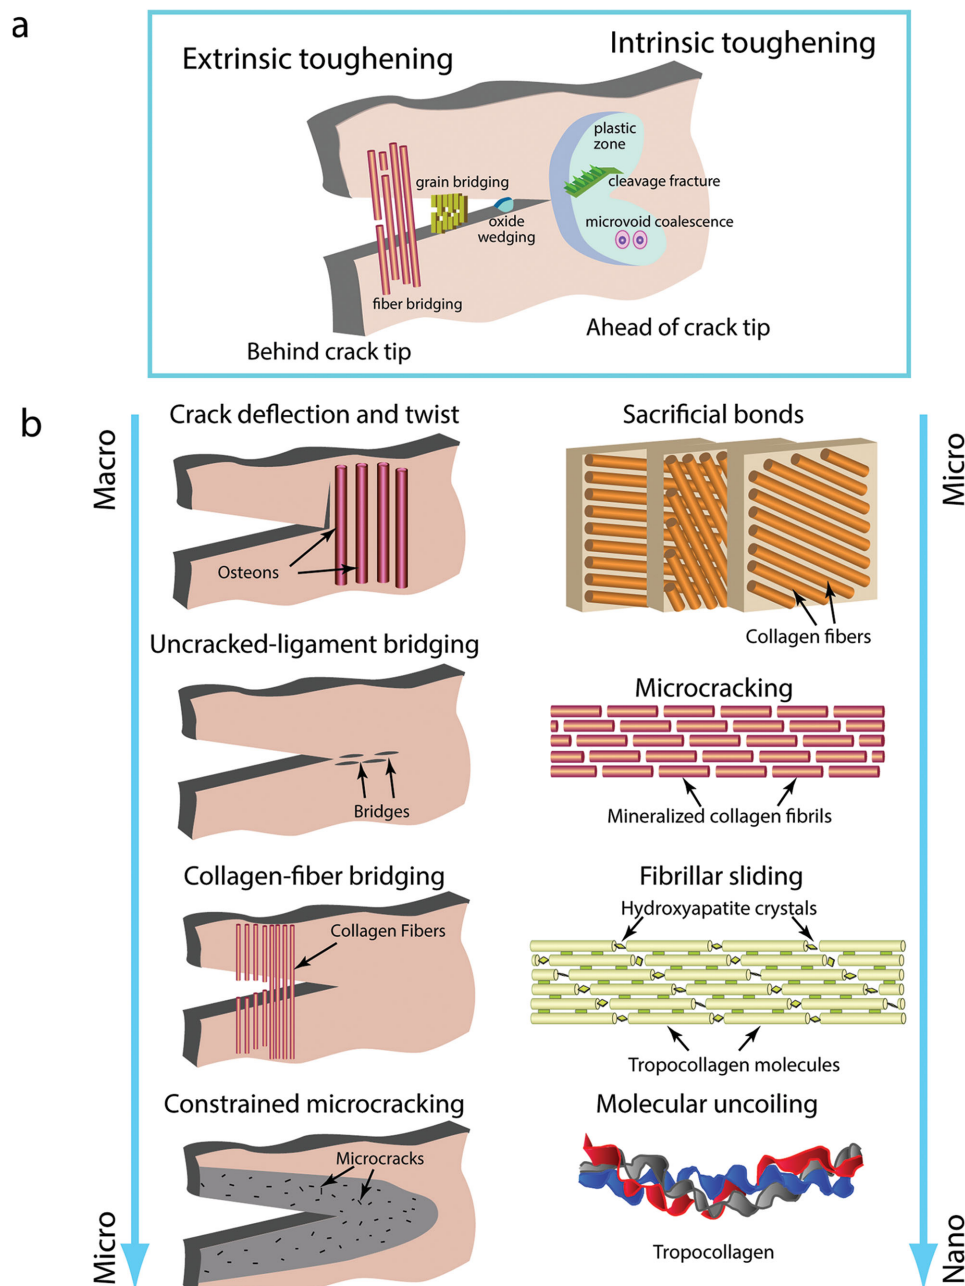 a
Extrinsic toughening
Intrinsic toughening
plastic
zone
grain bridging
cleavage fracture
oxide
wedging
microvoid coalescence
fiber bridging
Behind crack tip
Ahead of crack tip
b
Macro
Micro
Crack deflection and twist
Osteons
Uncracked-ligament bridging
Bridges
Collagen-fiber bridging
Collagen Fibers
Constrained microcracking
Microcracks
Micro
Sacrificial bonds
Collagen fibers
Microcracking
Mineralized collagen fibrils
Fibrillar sliding
Hydroxyapatite crystals
Tropocollagen molecules
Molecular uncoiling
Tropocollagen
Nano